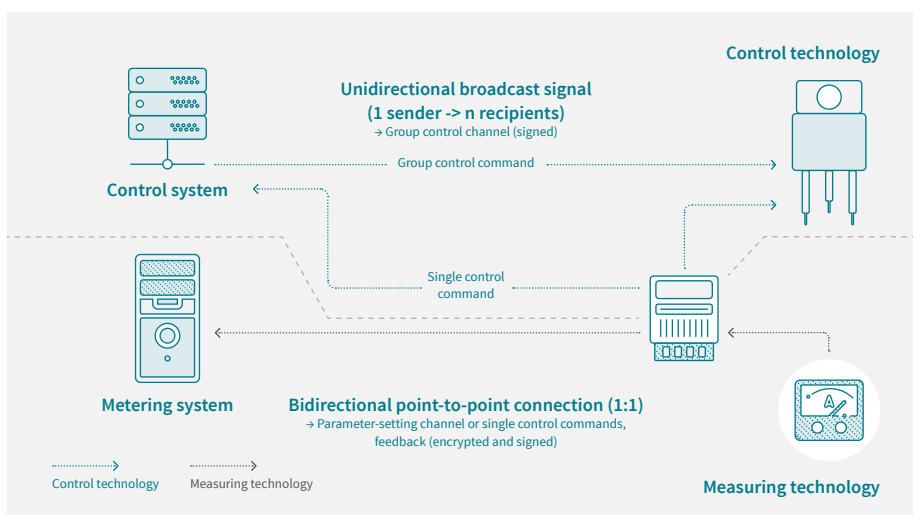 Control technology
Unidirectional broadcast signal
(1 sender -> n recipients)
→ Group control channel (signed)
Group control command
Control system
Single control
command
A
Metering system
Bidirectional point-to-point connection (1:1)
→ Parameter-setting channel or single control commands,
feedback (encrypted and signed)
Control technology
Measuring technology
Measuring technology